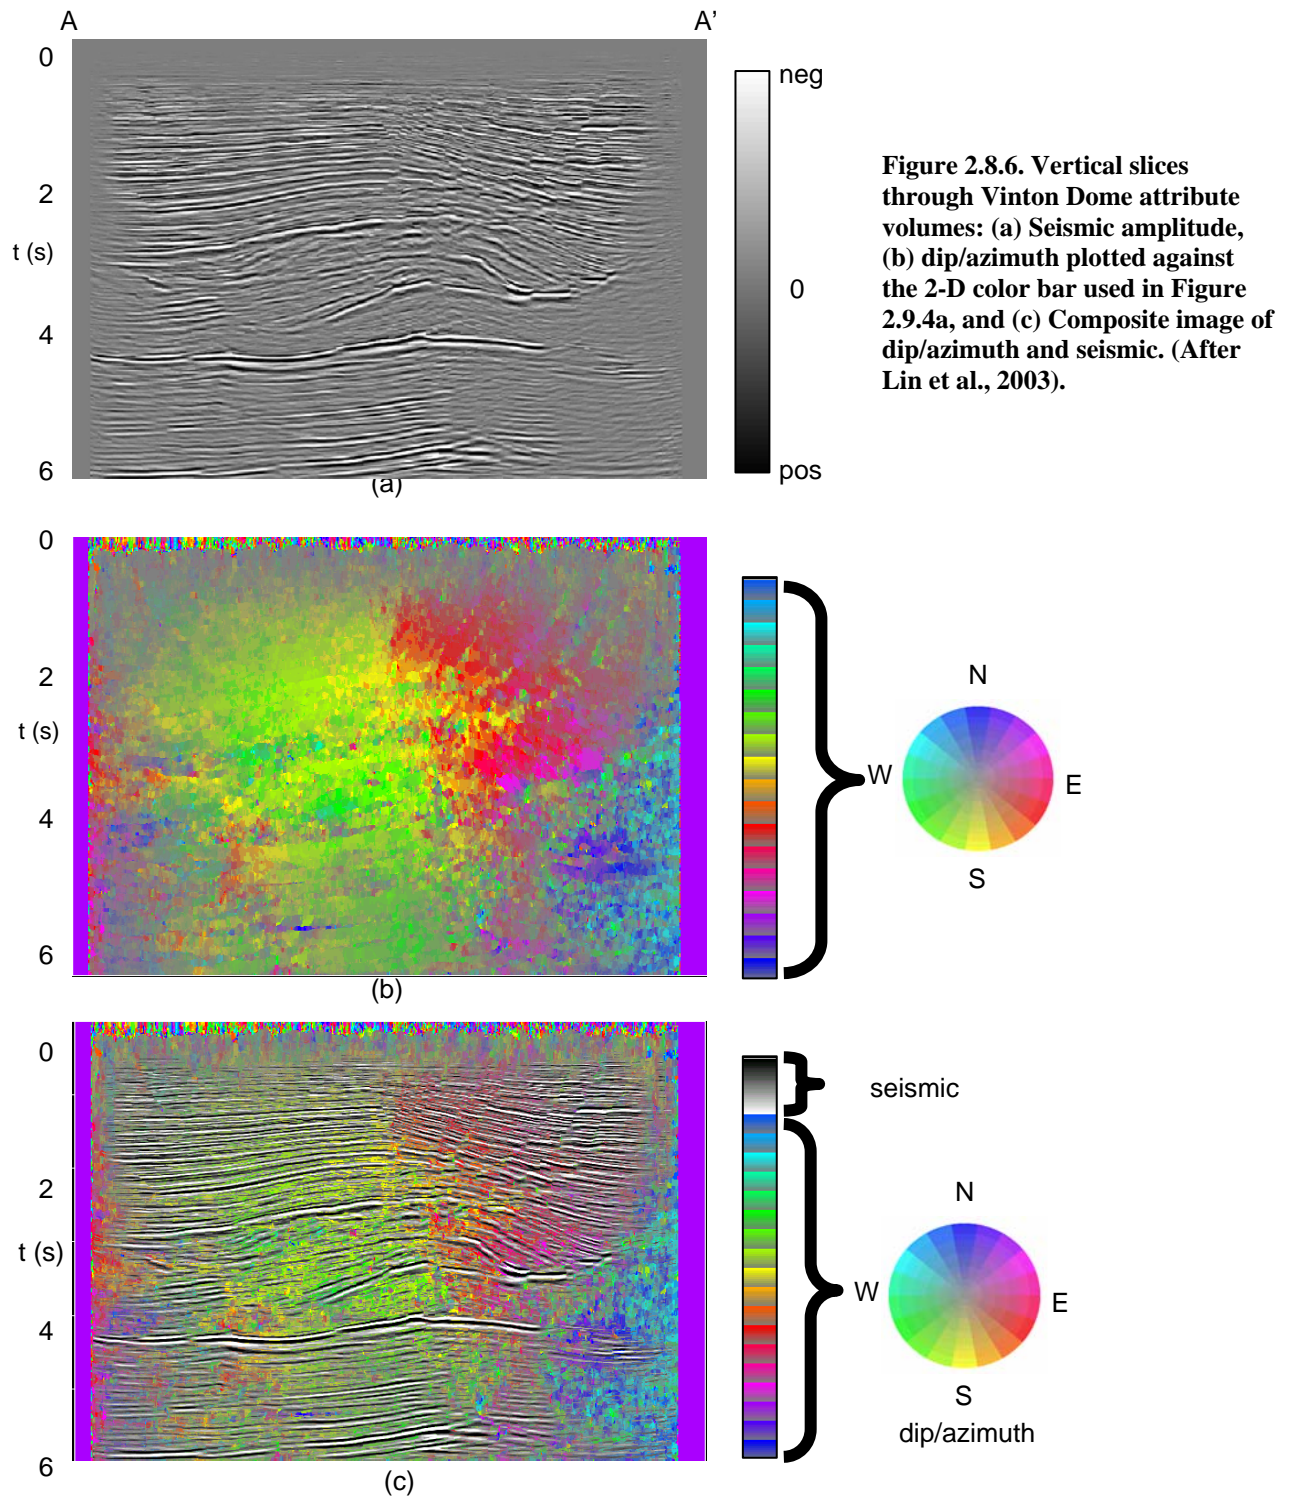 A
A’
0
2
t (s)
4
6
neg
0
pos
(a)
Figure 2.8.6. Vertical slices
through Vinton Dome attribute
volumes: (a) Seismic amplitude,
(b) dip/azimuth plotted against
the 2-D color bar used in Figure
2.9.4a, and (c) Composite image of
dip/azimuth and seismic. (After
Lin et al., 2003).
0
2
t (s)
4
6
(b)
N
W
E
S
0
2
t (s)
4
6
(c)
seismic
N
W
E
S
dip/azimuth